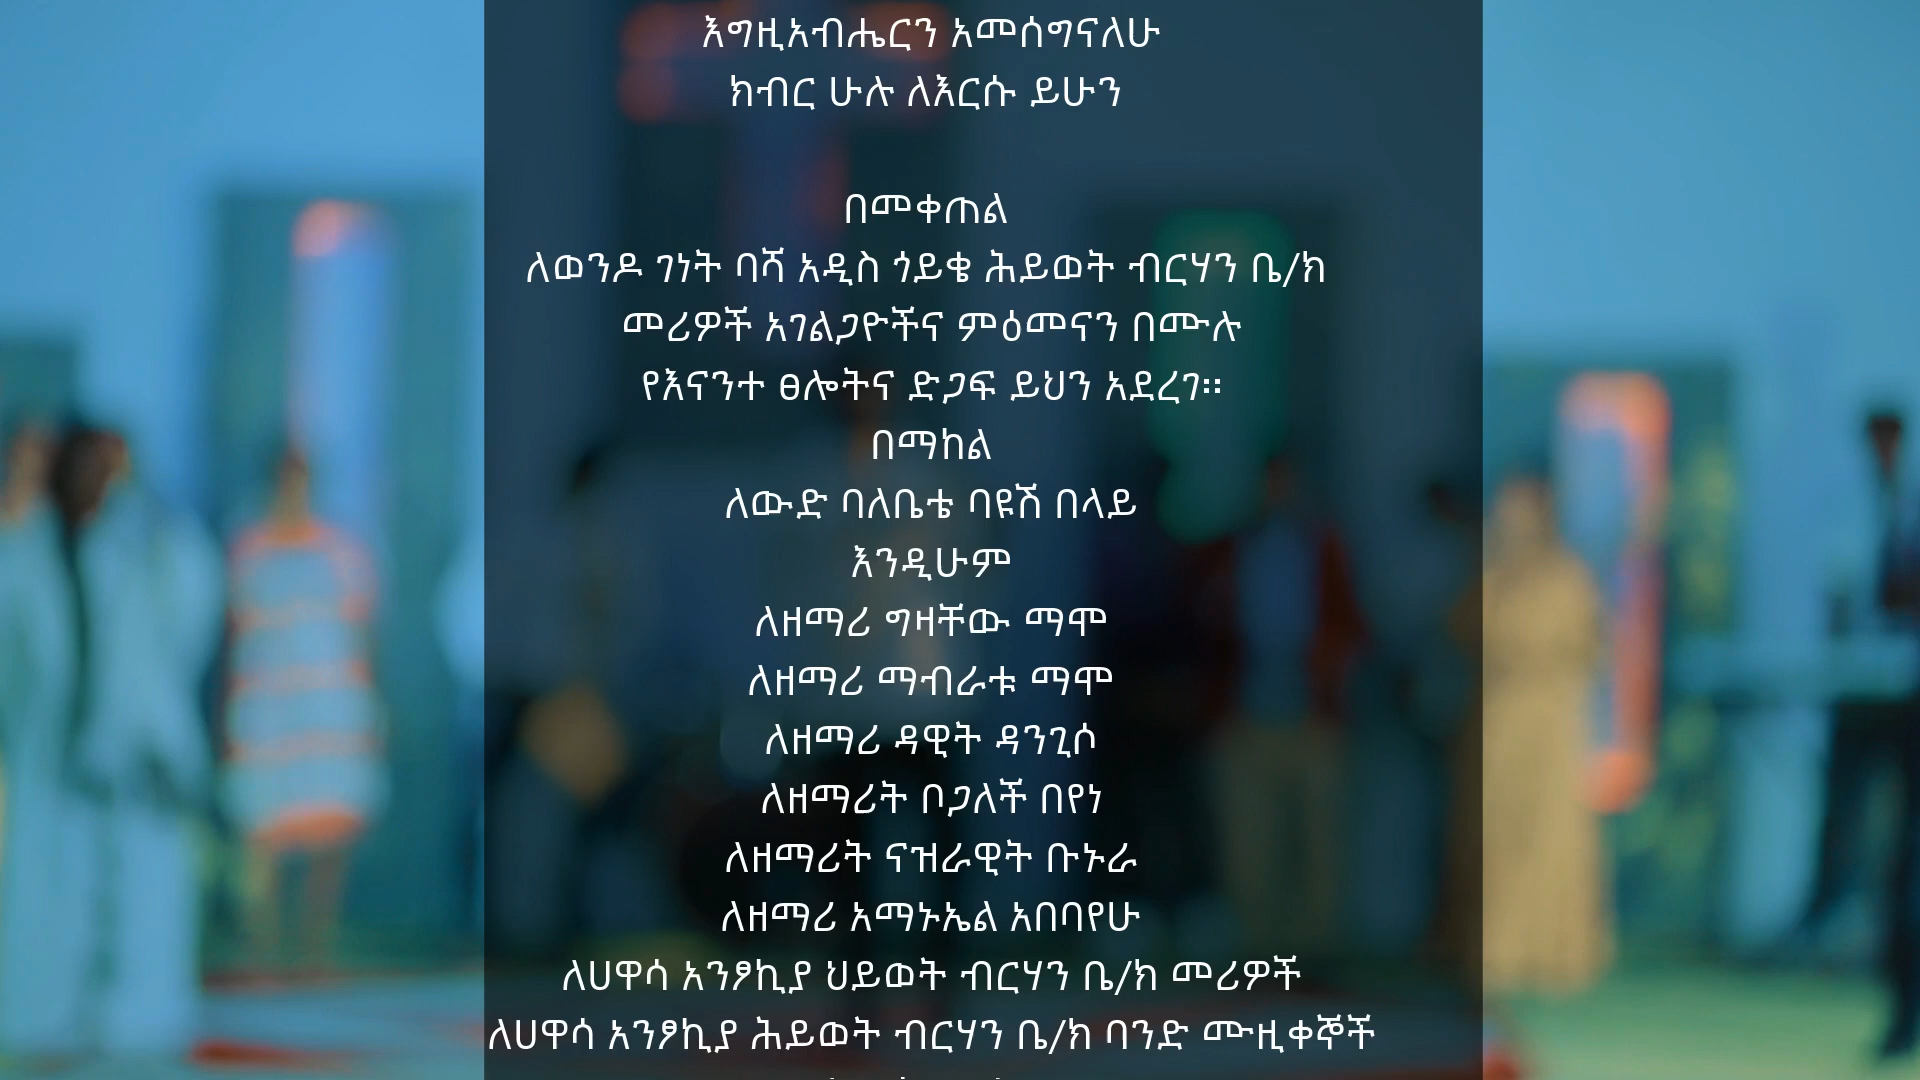 እግዚአብሔርን አመሰግናለሁ
ክብር ሁሉ ለእርሱ ይሁን
በመቀጠል
ለወንዶ ገነት ባሻ አዲስ ጎይቄ ሕይወት ብርሃን ቤ/ክ
መሪዎች አገልጋዮችና ምዕመናን በሙሉ
የእናንተ ፀሎትና ድጋፍ ይህን አደረገ።
በማከል
ለውድ ባለቤቴ ባዩሽ በላይ
እንዲሁም
ለዘማሪ ግዛቸው ማሞ
ለዘማሪ ማብራቱ ማሞ
ለዘማሪ ዳዊት ዳንጊሶ
ለዘማሪት ቦጋለች በየነ
ለዘማሪት ናዝራዊት ቡኑራ
ለዘማሪ አማኑኤል አበባየሁ
ለሀዋሳ አንፆኪያ ህይወት ብርሃን ቤ/ክ መሪዎች
ለሀዋሳ አንፆኪያ ሕይወት ብርሃን ቤ/ክ ባንድ ሙዚቀኞች